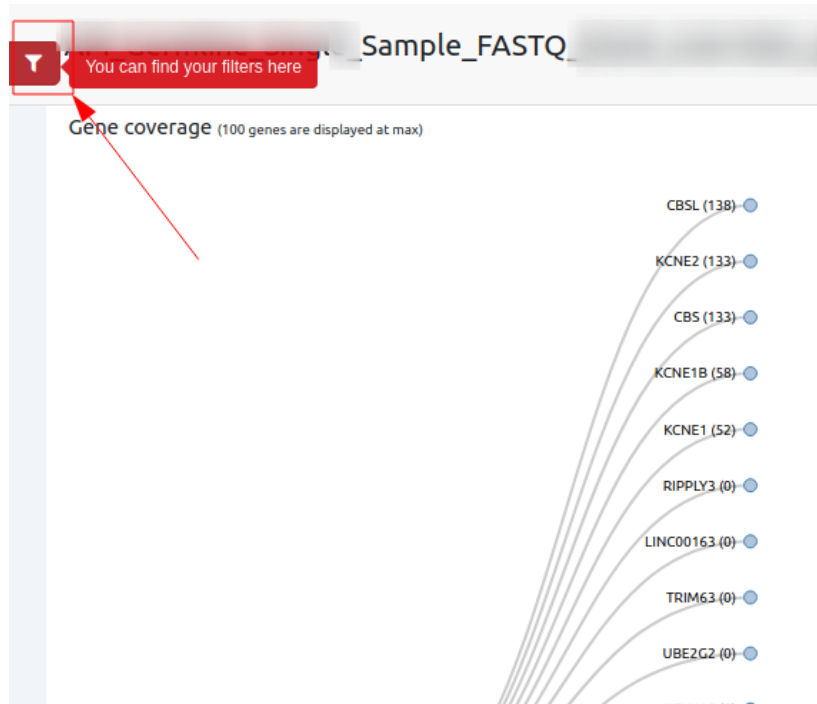 _Sample_FASTQ_
You can find your filters here
Gene coverage (100 genes are displayed at max)
CBSL (138)
KCNE2 (133)
CBS (133)
KCNE1B (58)
KCNE1 (52)
RIPPLY3 (0)
LINC00163 (0)
TRIM63 (0)
UBE2G2 (0)